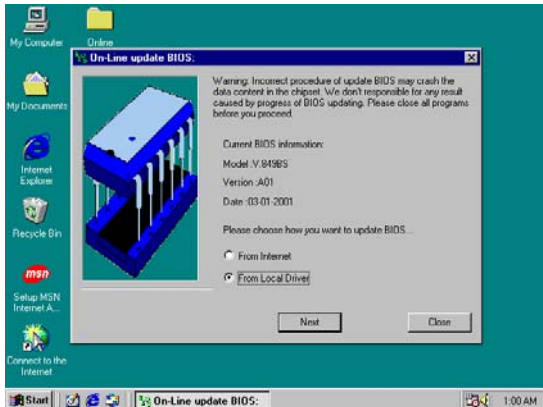 My Computer
Online
On-Line update BIOS:
Warning: Incorrect procedure of update BIOS may crash the
data content in the chipset. We don't responsible for any result
caused by progress of BIOS updating. Please close all programs
before you proceed.
My Documents
Current BIOS information:
Model :V.849BS
Version :A01
Date :03-01-2001
Internet
Explorer
Please choose how you want to update BIOS...
Recycle Bin
From Internet
From Local Driver
msn
Setup MSN
Internet A...
Next
Close
Connect to the
Internet
Start
On-Line update BIOS:
1:00 AM